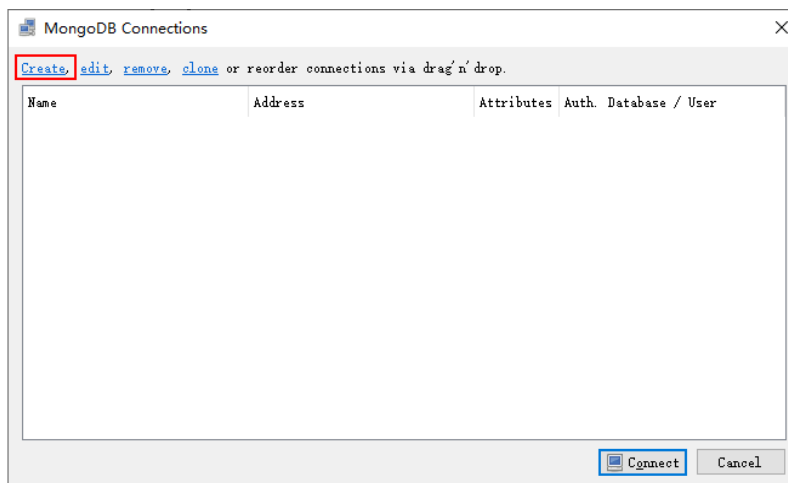 MongoDB Connections
Create, edit, remove, clone or reorder connections via drag'n'drop.
Name Address Attributes Auth. Database / User
Connect Cancel